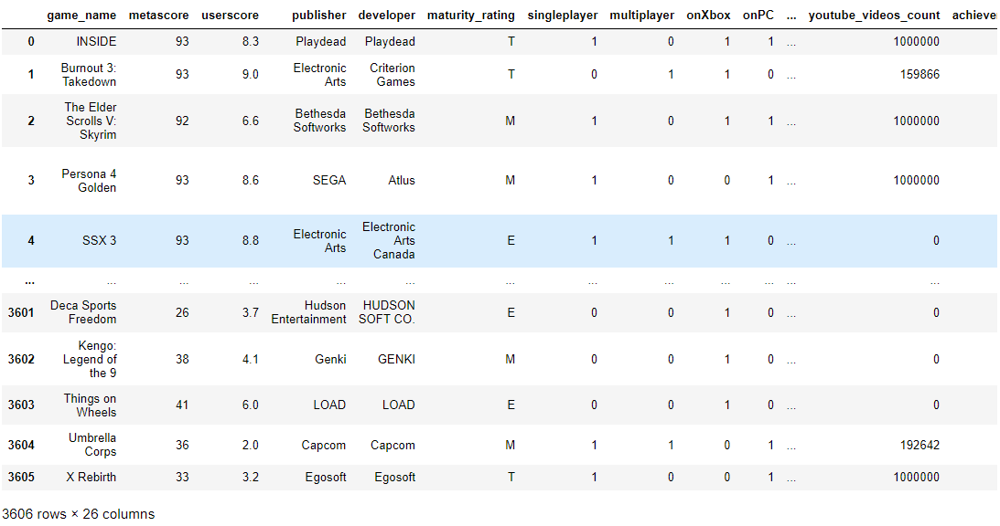 game_name metascore userscore publisher developer maturity_rating singleplayer multiplayer onXbox onPC ... youtube_videos_count achieve
0 INSIDE 93 8.3 Playdead Playdead T 1 0 1 1 ... 1000000
1 Burnout 3: Takedown 93 9.0 Electronic Arts Criterion Games T 0 1 1 0 ... 159866
2 The Elder Scrolls V: Skyrim 92 6.6 Bethesda Softworks Bethesda Softworks M 1 0 1 1 ... 1000000
3 Persona 4 Golden 93 8.6 SEGA Atlus M 1 0 0 1 ... 1000000
4 SSX 3 93 8.8 Electronic Arts Electronic Arts Canada E 1 1 1 0 ... 0
... ... ... ... ... ... ... ... ... ... ... ... ...
3601 Deca Sports Freedom 26 3.7 Hudson Entertainment HUDSON SOFT CO. E 0 0 1 0 ... 0
3602 Kengo: Legend of the 9 38 4.1 Genki GENKI M 0 0 1 0 ... 0
3603 Things on Wheels 41 6.0 LOAD LOAD E 0 0 1 0 ... 0
3604 Umbrella Corps 36 2.0 Capcom Capcom M 1 1 0 1 ... 192642
3605 X Rebirth 33 3.2 Egosoft Egosoft T 1 0 0 1 ... 1000000
3606 rows × 26 columns